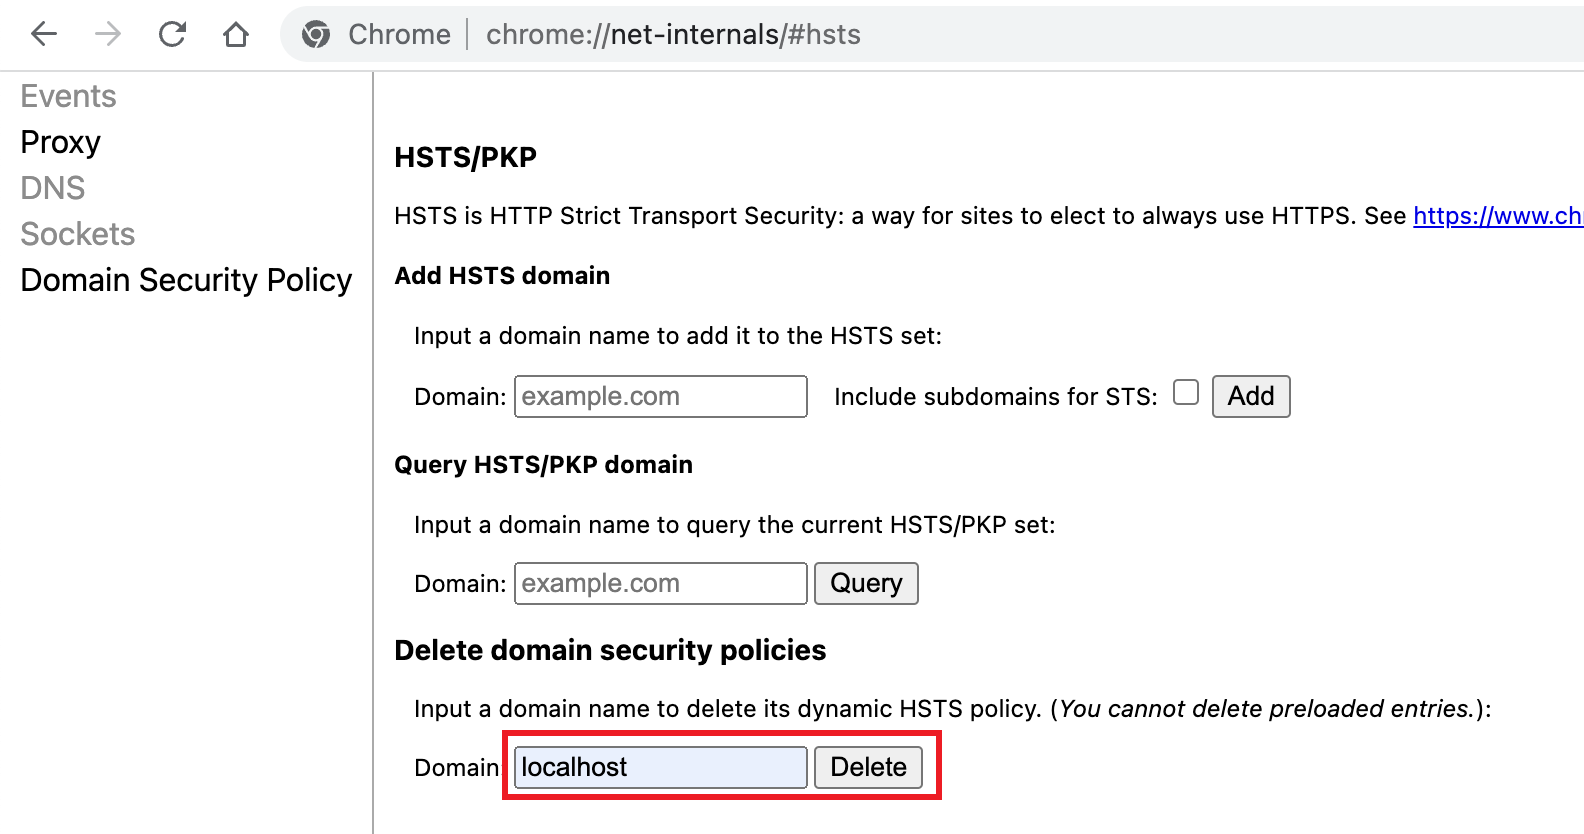 Chrome | chrome://net-internals/#hsts
Events
Proxy
DNS
Sockets
Domain Security Policy
HSTS/PKP
HSTS is HTTP Strict Transport Security: a way for sites to elect to always use HTTPS. See https://www.ch
Add HSTS domain
Input a domain name to add it to the HSTS set:
Domain: example.com Include subdomains for STS: Add
Query HSTS/PKP domain
Input a domain name to query the current HSTS/PKP set:
Domain: example.com Query
Delete domain security policies
Input a domain name to delete its dynamic HSTS policy. (You cannot delete preloaded entries.):
Domain: localhost Delete